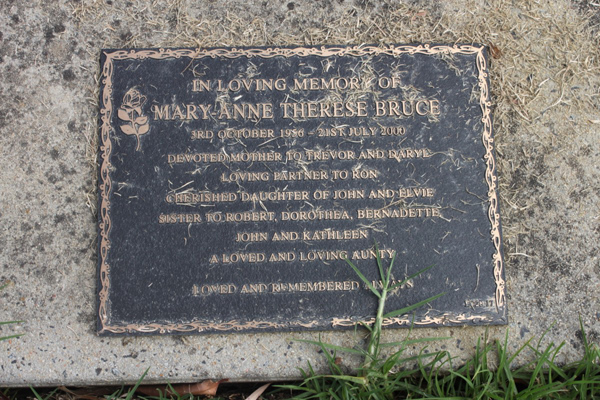 IN LOVING MEMORY OF
MARY-ANNE THERESE BRUCE
3RD OCTOBER 1956 - 21ST JULY 2000
DEVOTED MOTHER TO TREVOR AND DARYL
LOVING PARTNER TO RON
CHERISHED DAUGHTER OF JOHN AND ELVIE
SISTER TO ROBERT, DOROTHEA, BERNADETTE
JOHN AND KATHLEEN
A LOVED AND LOVING AUNTY
LOVED AND REMEMBERED ALWAYS